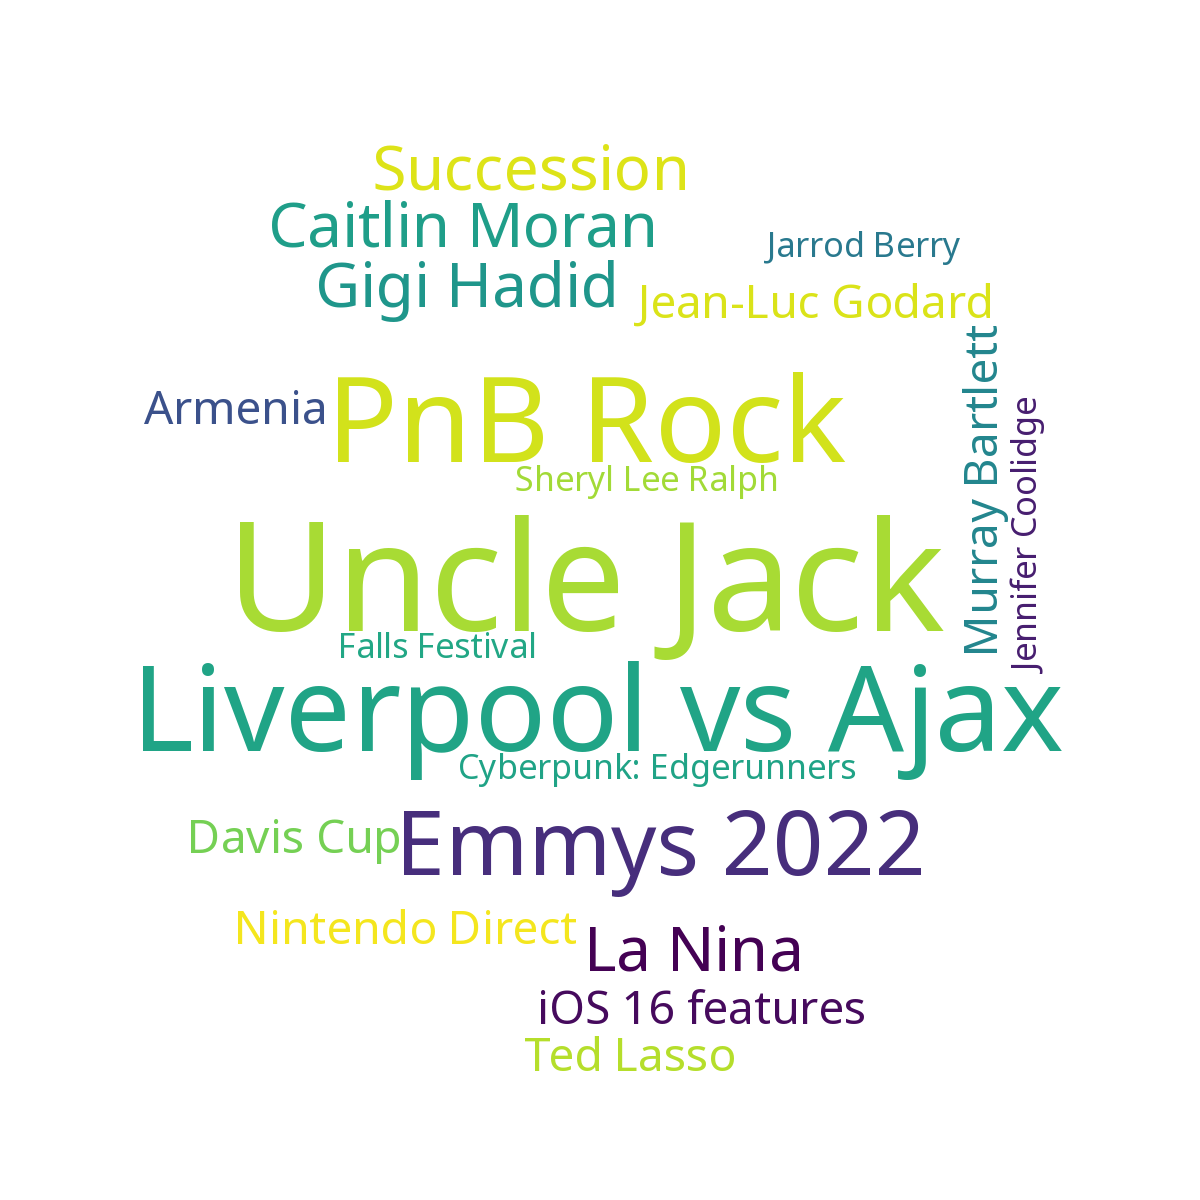 Succession
Caitlin Moran
Jarrod Berry
Gigi Hadid
Jean-Luc Godard
Murray Bartlett
Jennifer Coolidge
Armenia
PnB Rock
Sheryl Lee Ralph
Uncle Jack
Falls Festival
Liverpool vs Ajax
Cyberpunk: Edgerunners
Davis Cup
Emmys 2022
Nintendo Direct
La Nina
iOS 16 features
Ted Lasso